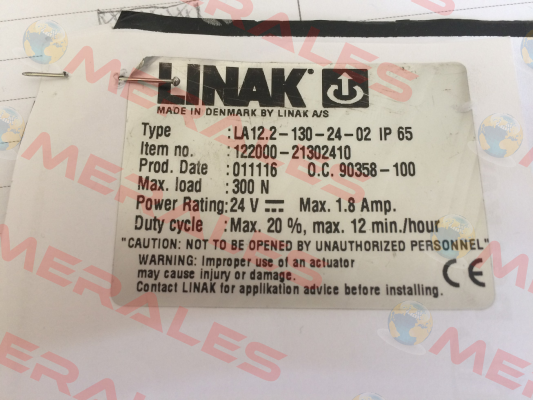 LINAK
MADE IN DENMARK BY LINAK A/S
Type : LA12.2-130-24-02 IP 65
Item no. : 122000-21302410
Prod. Date : 011116 O.C. 90358-100
Max. load : 300 N
Power Rating: 24 V Max. 1.8 Amp.
Duty cycle : Max. 20 %, max. 12 min./hour
"CAUTION: NOT TO BE OPENED BY UNAUTHORIZED PERSONNEL"
WARNING: Improper use of an actuator
may cause injury or damage.
Contact LINAK for applikation advice before installing.
CE
MERALES
MERALES
MERALES
MERALES
MERALES